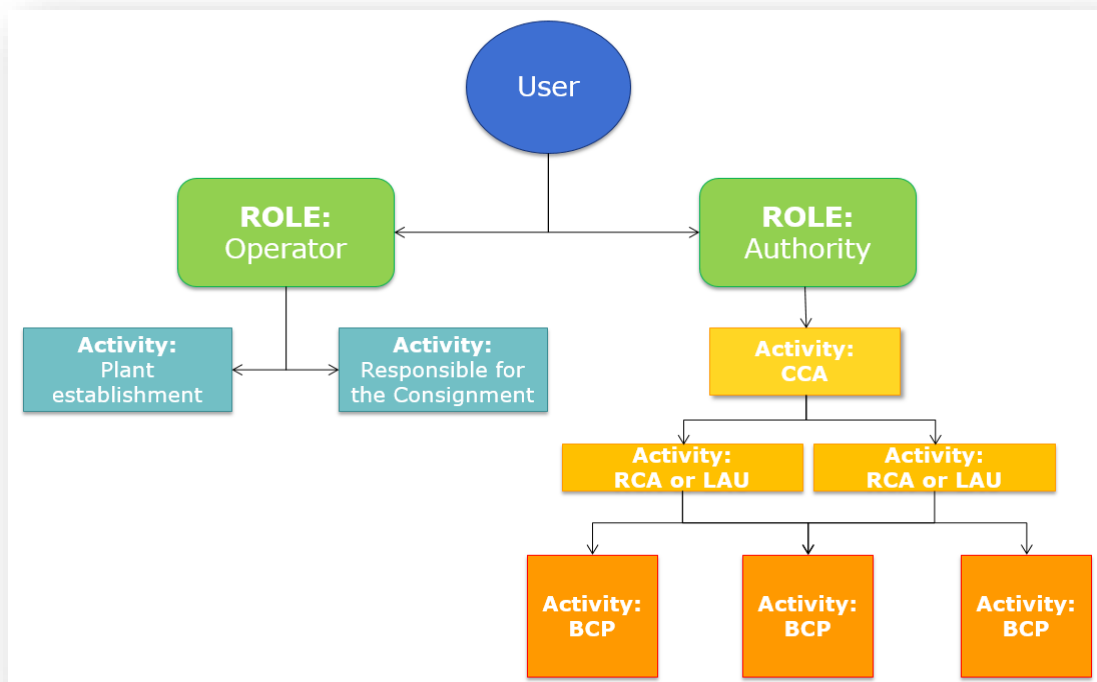 User
ROLE:
Operator
ROLE:
Authority
Activity:
Plant
establishment
Activity:
Responsible for
the Consignment
Activity:
CCA
Activity:
RCA or LAU
Activity:
RCA or LAU
Activity:
BCP
Activity:
BCP
Activity:
BCP